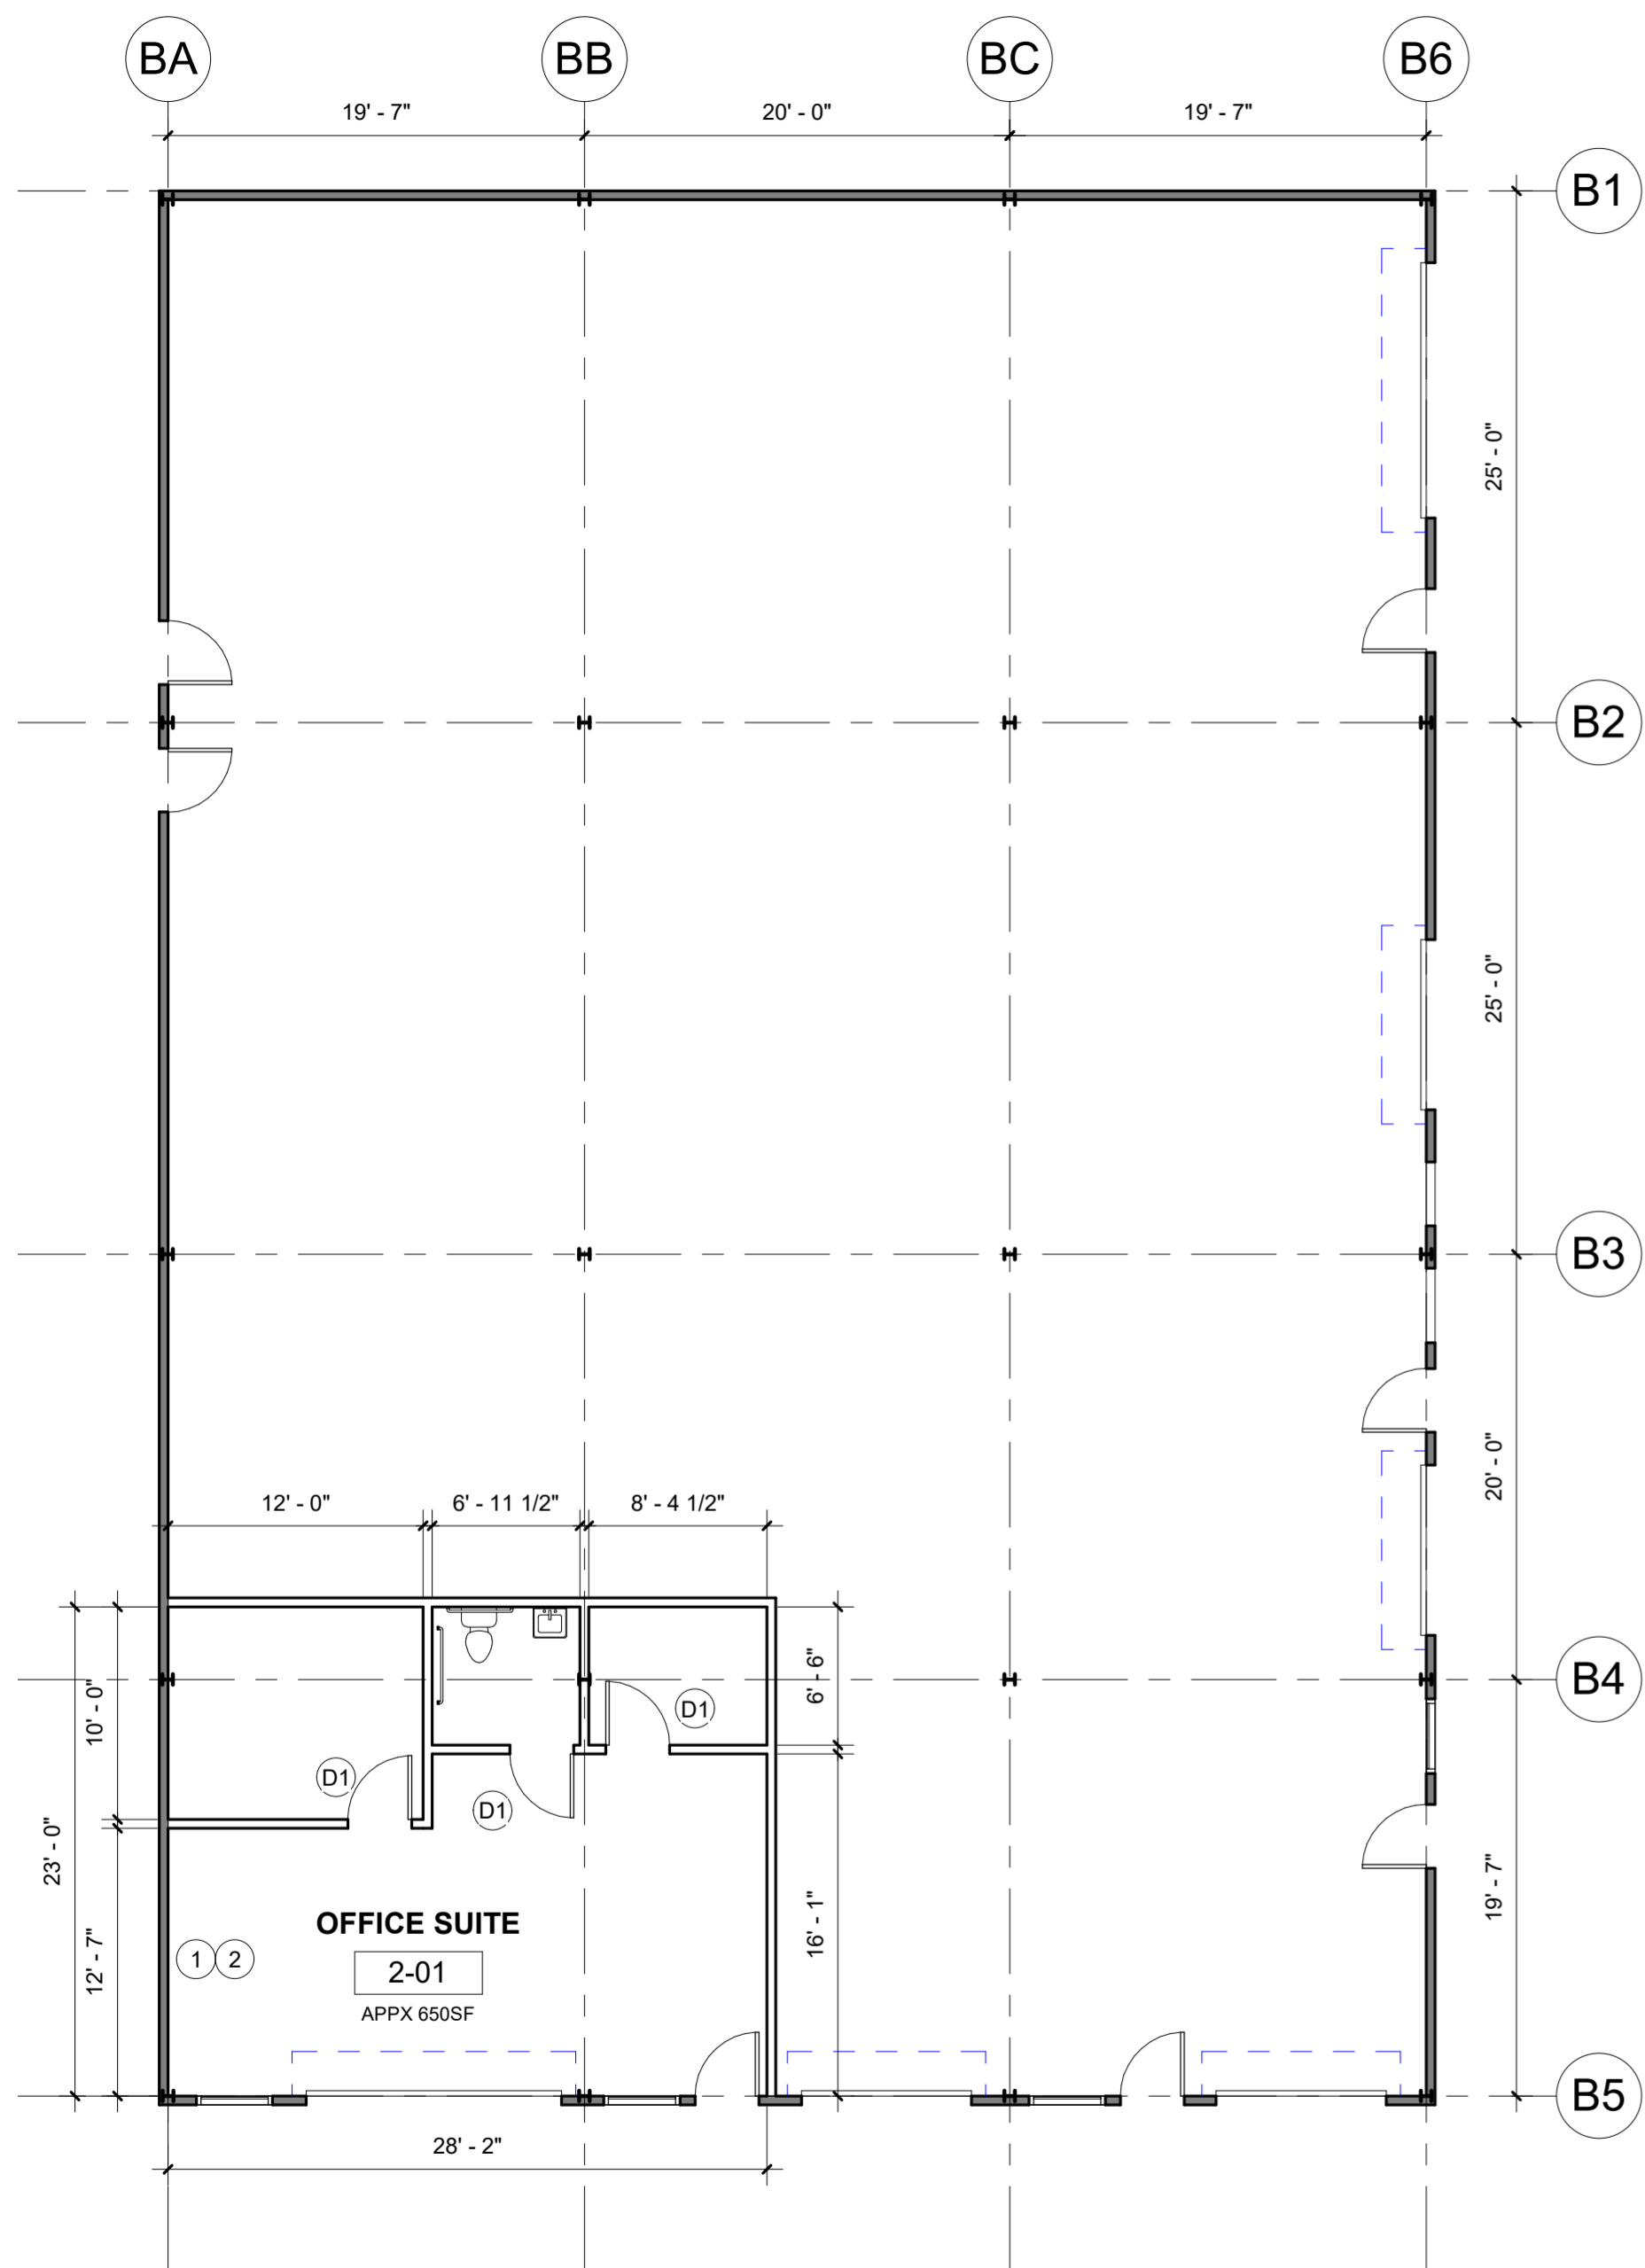 BA
BB
BC
B6
19' - 7"
20' - 0"
19' - 7"
B1
25' - 0"
B2
25' - 0"
B3
20' - 0"
12' - 0"
6' - 11 1/2"
8' - 4 1/2"
6' - 6"
B4
10' - 0"
D1
D1
D1
23' - 0"
19' - 7"
16' - 1"
12' - 7"
OFFICE SUITE
1
2
2-01
APPX 650SF
B5
28' - 2"